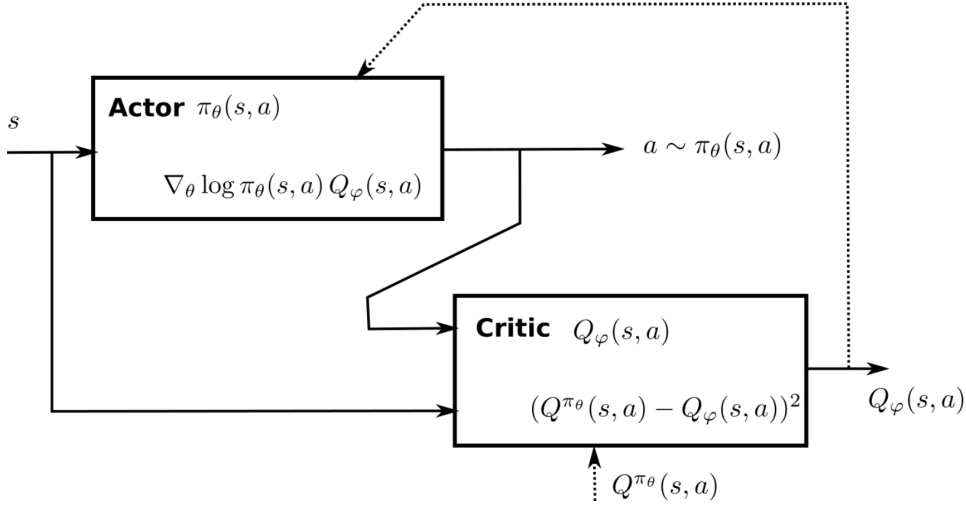 s
Actor π_θ(s, a)
∇_θ log π_θ(s, a) Q_φ(s, a)
a ∼ π_θ(s, a)
Critic Q_φ(s, a)
(Q^{π_θ}(s, a) − Q_φ(s, a))²
Q_φ(s, a)
Q^{π_θ}(s, a)